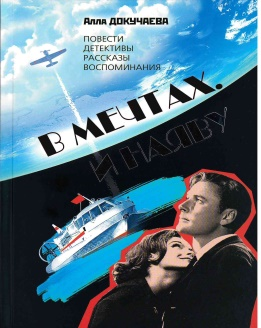 Алла ДОКУЧАЕВА
ПОВЕСТИ
ДЕТЕКТИВЫ
РАССКАЗЫ
ВОСПОМИНАНИЯ
В МЕЧТАХ.
И НАЯВУ